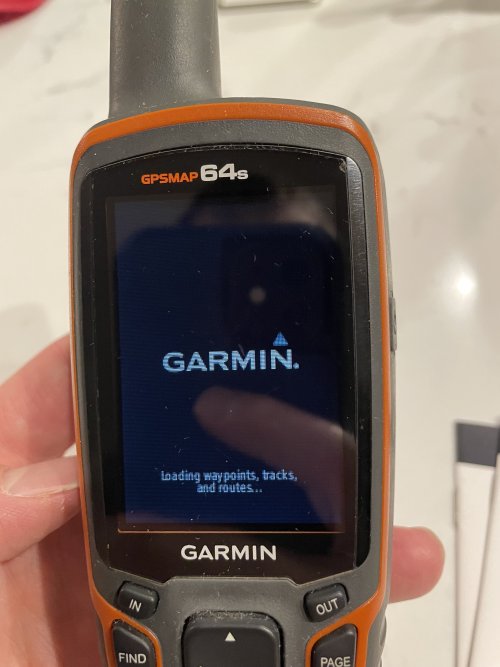 GPSMAP 64s
GARMIN.
Loading waypoints, tracks,
and routes...
GARMIN
IN
OUT
FIND
PAGE